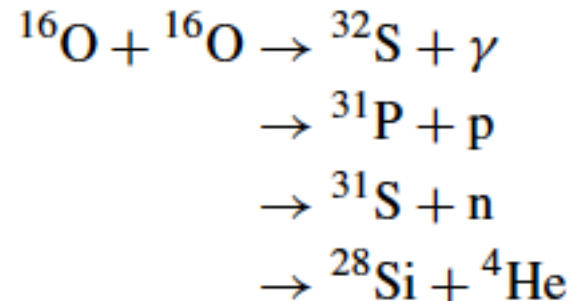 ¹⁶O + ¹⁶O → ³²S + γ
→ ³¹P + p
→ ³¹S + n
→ ²⁸Si + ⁴He